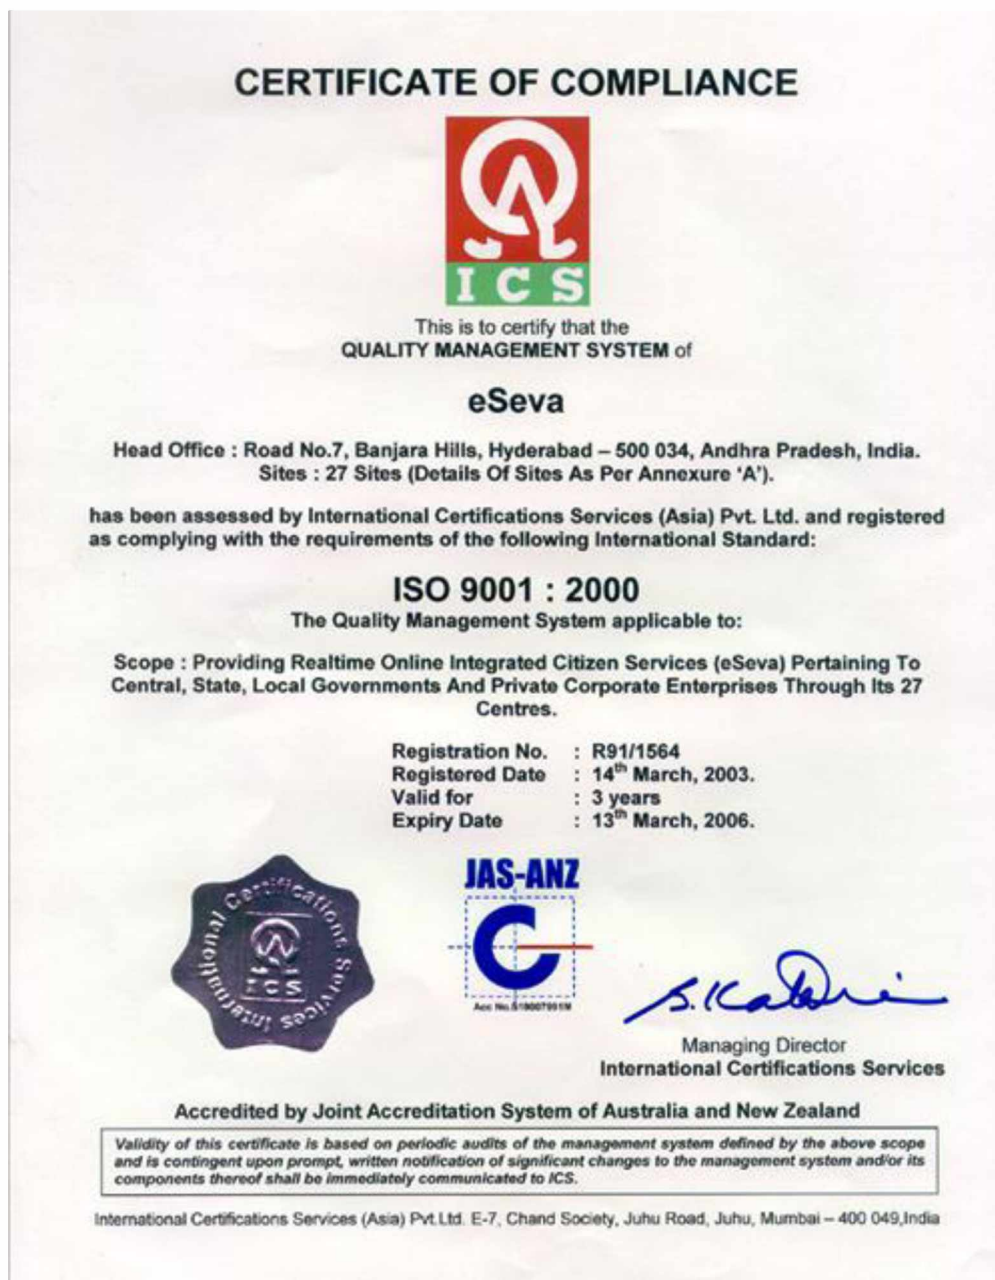 CERTIFICATE OF COMPLIANCE
ICS
This is to certify that the
QUALITY MANAGEMENT SYSTEM of
eSeva
Head Office : Road No.7, Banjara Hills, Hyderabad – 500 034, Andhra Pradesh, India.
Sites : 27 Sites (Details Of Sites As Per Annexure 'A').
has been assessed by International Certifications Services (Asia) Pvt. Ltd. and registered
as complying with the requirements of the following International Standard:
ISO 9001 : 2000
The Quality Management System applicable to:
Scope : Providing Realtime Online Integrated Citizen Services (eSeva) Pertaining To
Central, State, Local Governments And Private Corporate Enterprises Through Its 27
Centres.
Registration No. : R91/1564
Registered Date : 14th March, 2003.
Valid for : 3 years
Expiry Date : 13th March, 2006.
International Certifications Services
ICS
JAS-ANZ
Acc No.
Managing Director
International Certifications Services
Accredited by Joint Accreditation System of Australia and New Zealand
Validity of this certificate is based on periodic audits of the management system defined by the above scope
and is contingent upon prompt, written notification of significant changes to the management system and/or its
components thereof shall be immediately communicated to ICS.
International Certifications Services (Asia) Pvt.Ltd. E-7, Chand Society, Juhu Road, Juhu, Mumbai – 400 049,India